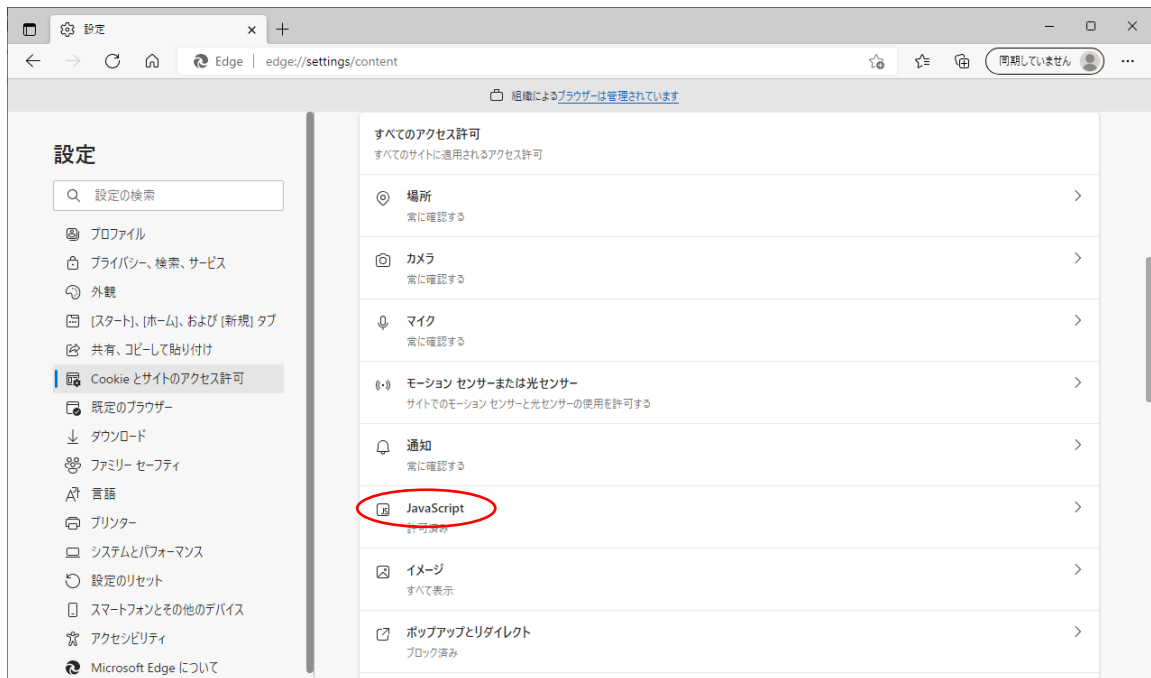 設定
Edge
edge://settings/content
同期していません
組織によるブラウザーは管理されています
設定
設定の検索
プロファイル
プライバシー、検索、サービス
外観
[スタート]、[ホーム]、および [新規] タブ
共有、コピーして貼り付け
Cookie とサイトのアクセス許可
既定のブラウザー
ダウンロード
ファミリー セーフティ
言語
プリンター
システムとパフォーマンス
設定のリセット
スマートフォンとその他のデバイス
アクセシビリティ
Microsoft Edge について
すべてのアクセス許可
すべてのサイトに適用されるアクセス許可
場所
常に確認する
カメラ
常に確認する
マイク
常に確認する
モーション センサーまたは光センサー
サイトでのモーション センサーと光センサーの使用を許可する
通知
常に確認する
JavaScript
許可済み
イメージ
すべて表示
ポップアップとリダイレクト
ブロック済み